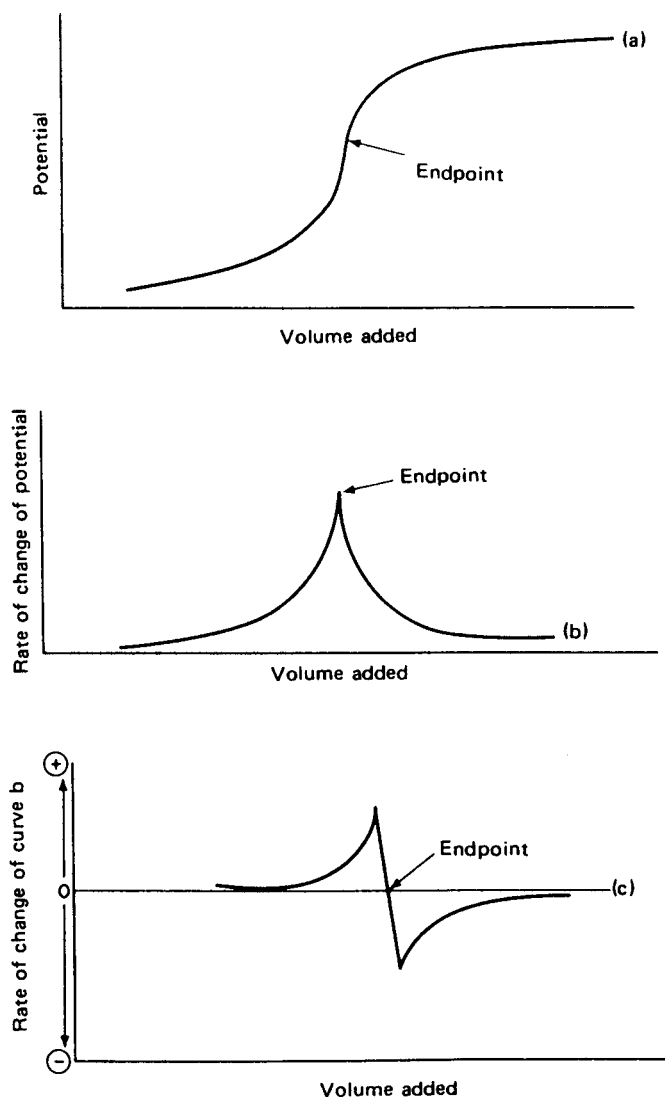 (a)
Potential
Endpoint
Volume added
Rate of change of potential
Endpoint
(b)
Volume added
+
Rate of change of curve b
Endpoint
0
(c)
−
Volume added